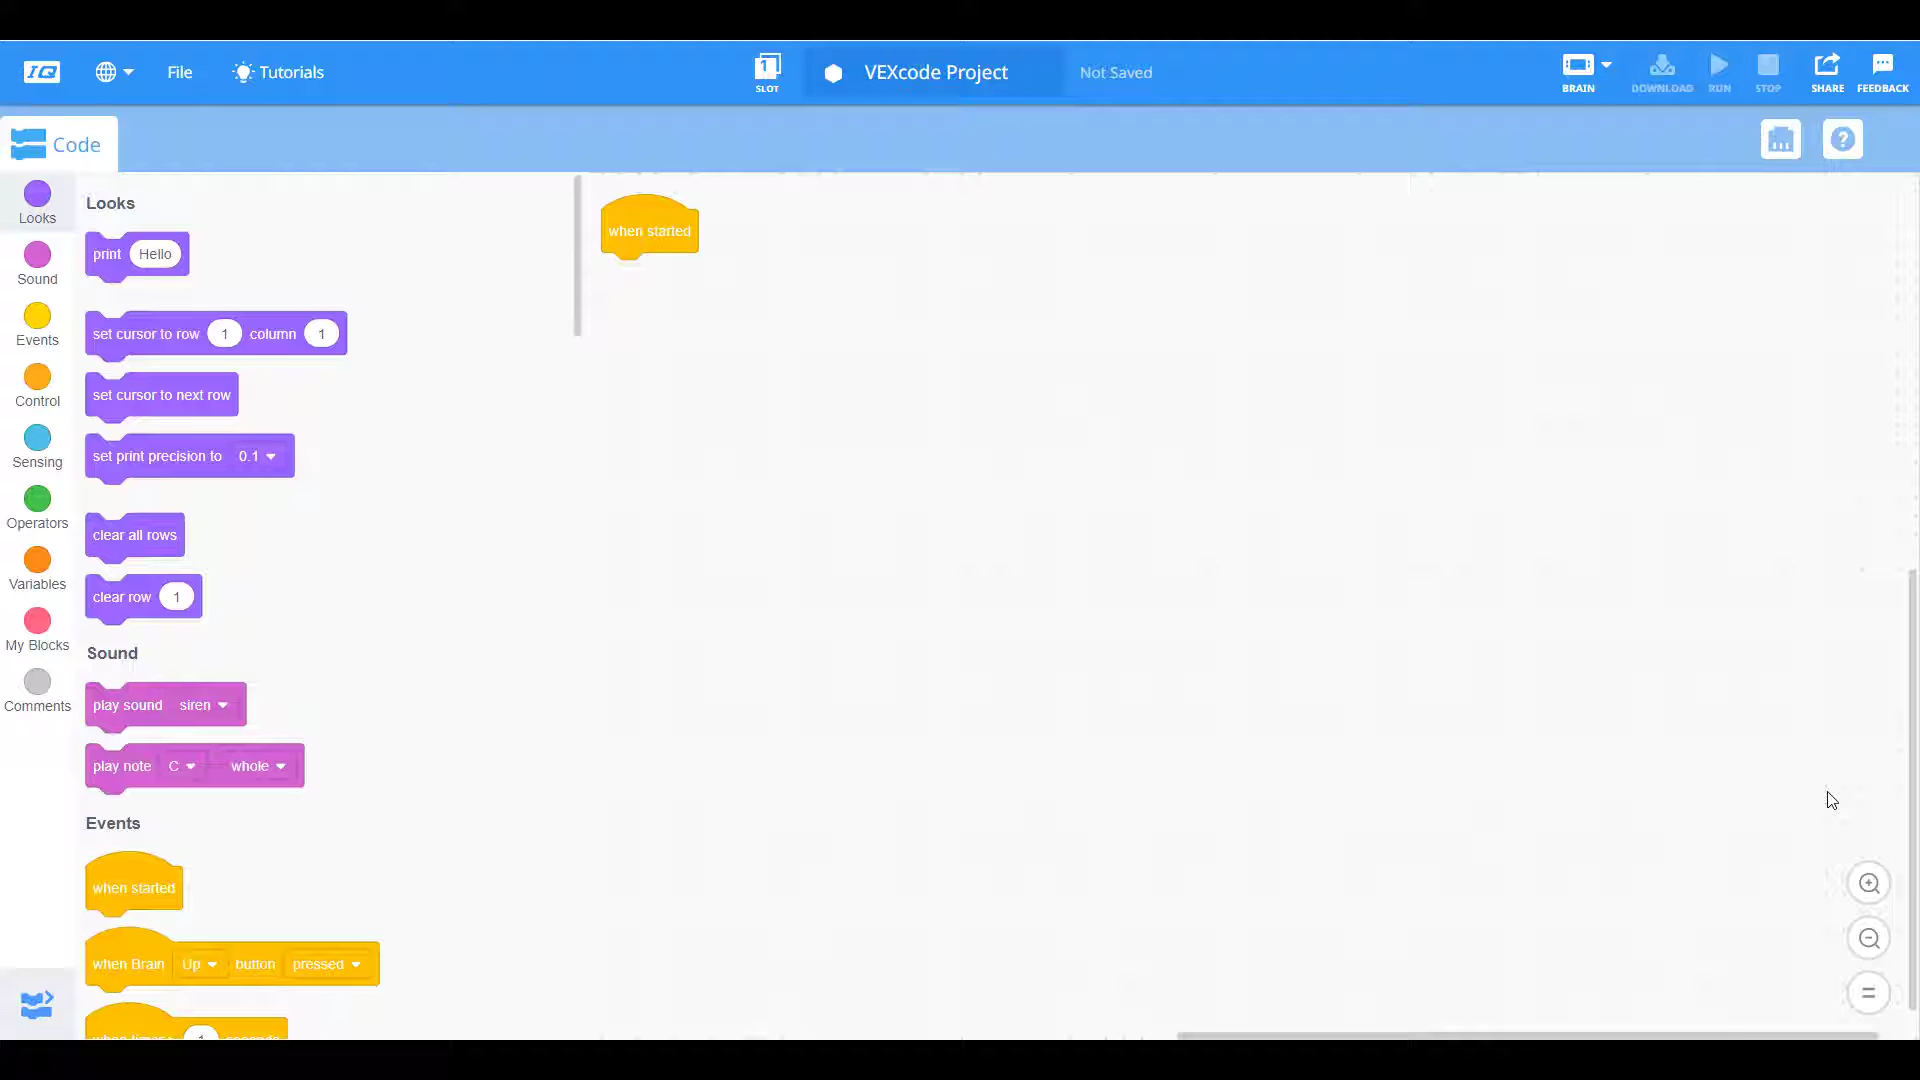 IQ
File
Tutorials
1
SLOT
VEXcode Project
Not Saved
BRAIN
DOWNLOAD
RUN
STOP
SHARE
FEEDBACK
Code
?
Looks
Sound
Events
Control
Sensing
Operators
Variables
My Blocks
Comments
Looks
print Hello
set cursor to row 1 column 1
set cursor to next row
set print precision to 0.1
clear all rows
clear row 1
Sound
play sound siren
play note C whole
Events
when started
when Brain Up button pressed
when started